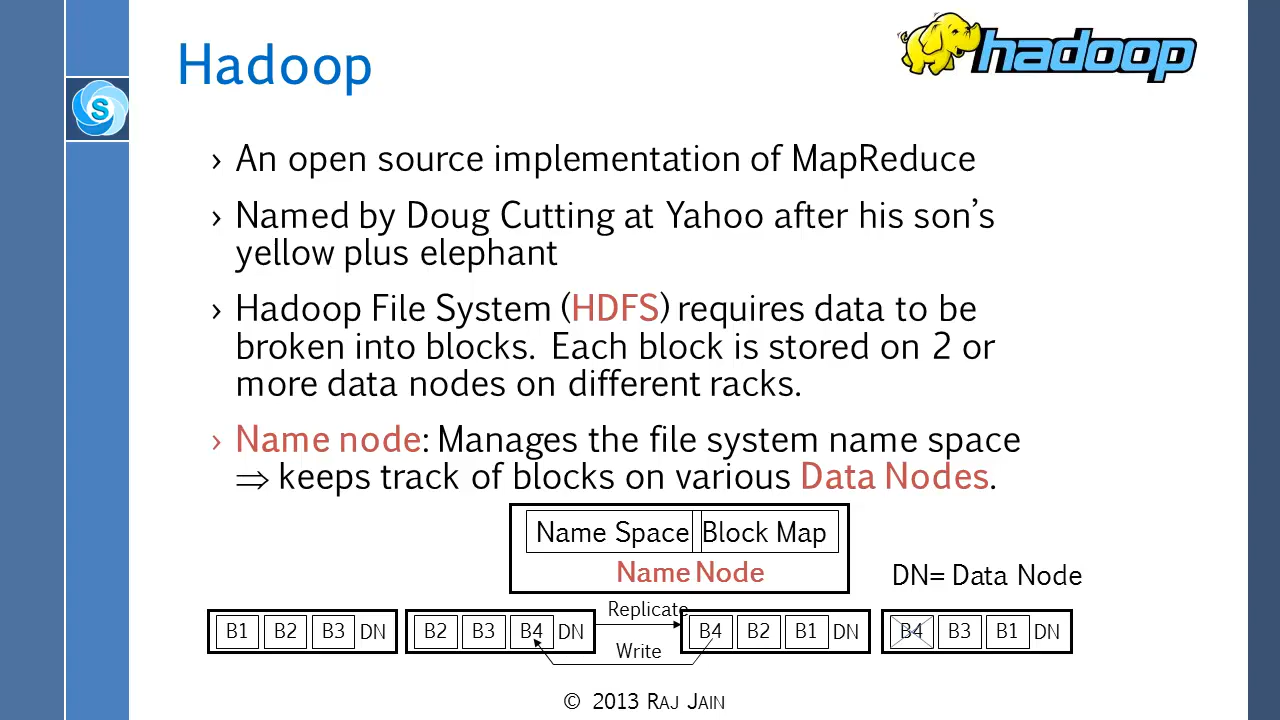 Hadoop
hadoop
S
› An open source implementation of MapReduce
› Named by Doug Cutting at Yahoo after his son’s
yellow plus elephant
› Hadoop File System (HDFS) requires data to be
broken into blocks. Each block is stored on 2 or
more data nodes on different racks.
› Name node: Manages the file system name space
⇒ keeps track of blocks on various Data Nodes.
Name Space Block Map
Name Node
DN= Data Node
Replicate
B1 B2 B3 DN B2 B3 B4 DN B4 B2 B1 DN B4 B3 B1 DN
Write
© 2013 RAJ JAIN